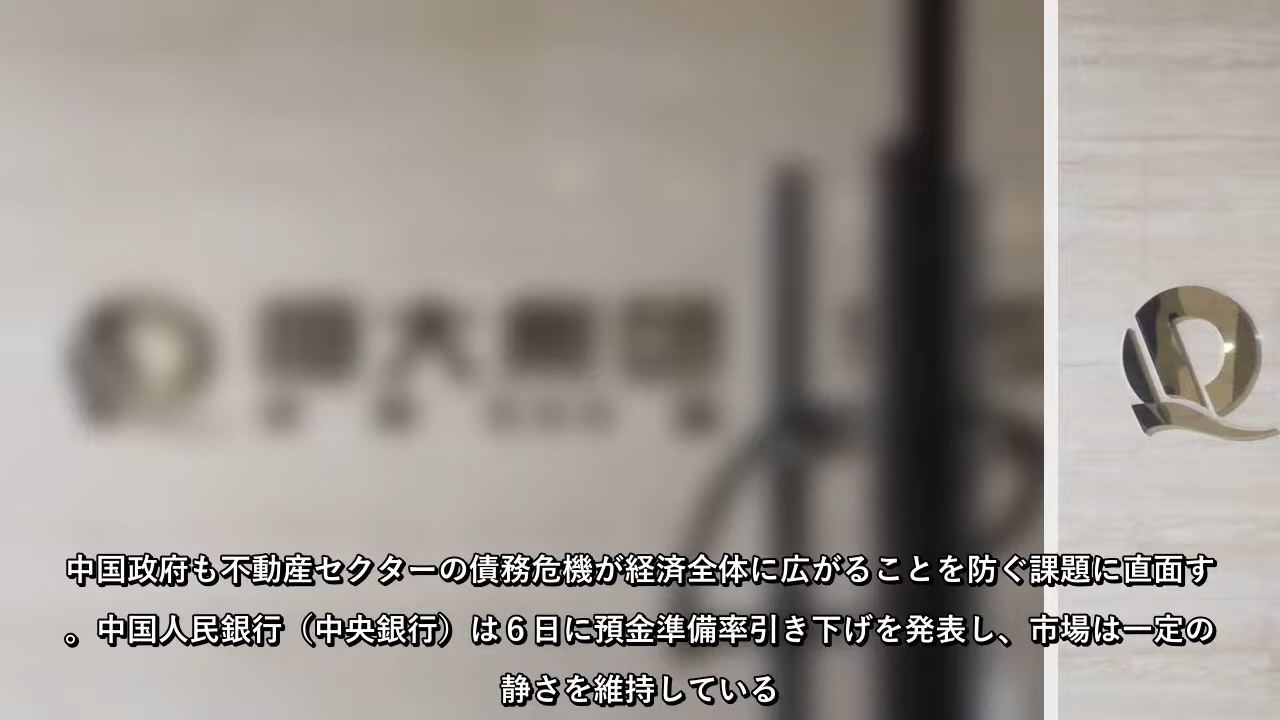 中国政府も不動産セクターの債務危機が経済全体に広がることを防ぐ課題に直面す
。中国人民銀行（中央銀行）は６日に預金準備率引き下げを発表し、市場は一定の
静さを維持している